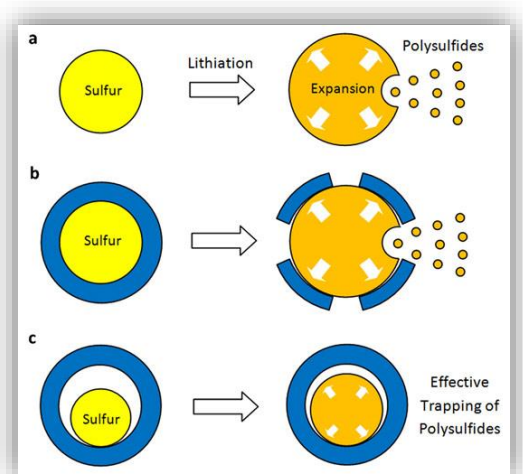 a
Sulfur
Lithiation
Expansion
Polysulfides
b
Sulfur
c
Sulfur
Effective
Trapping of
Polysulfides